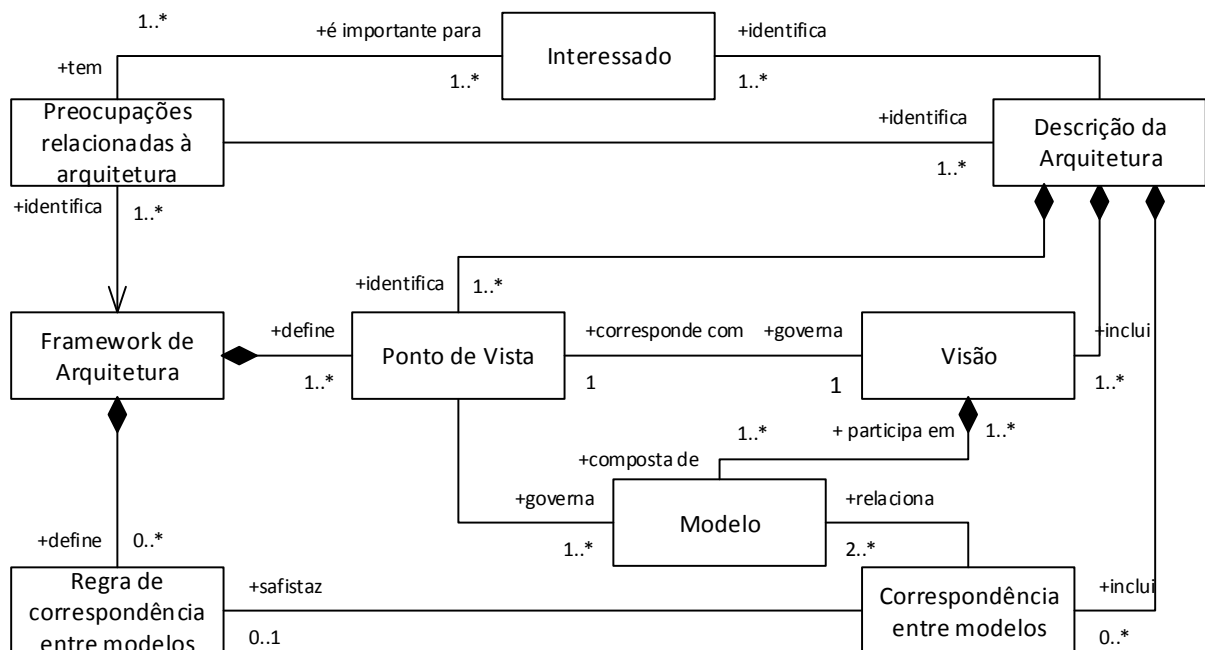 1..*
+é importante para
+identifica
Interessado
+tem
1..*
1..*
Preocupações
relacionadas à
arquitetura
+identifica
Descrição da
Arquitetura
1..*
+identifica
1..*
+identifica
1..*
Framework de
Arquitetura
+define
1..*
Ponto de Vista
+corresponde com
+governa
1
1
Visão
+inclui
1..*
1..*
+ participa em
1..*
+composta de
+governa
1..*
Modelo
+relaciona
2..*
+define
0..*
Regra de
correspondência
entre modelos
+safistaz
0..1
Correspondência
entre modelos
+inclui
0..*